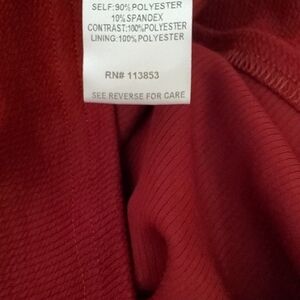 SELF:90% POLYESTER
10% SPANDEX
CONTRAST:100% POLYESTER
LINING:100% POLYESTER
RN# 113853
SEE REVERSE FOR CARE